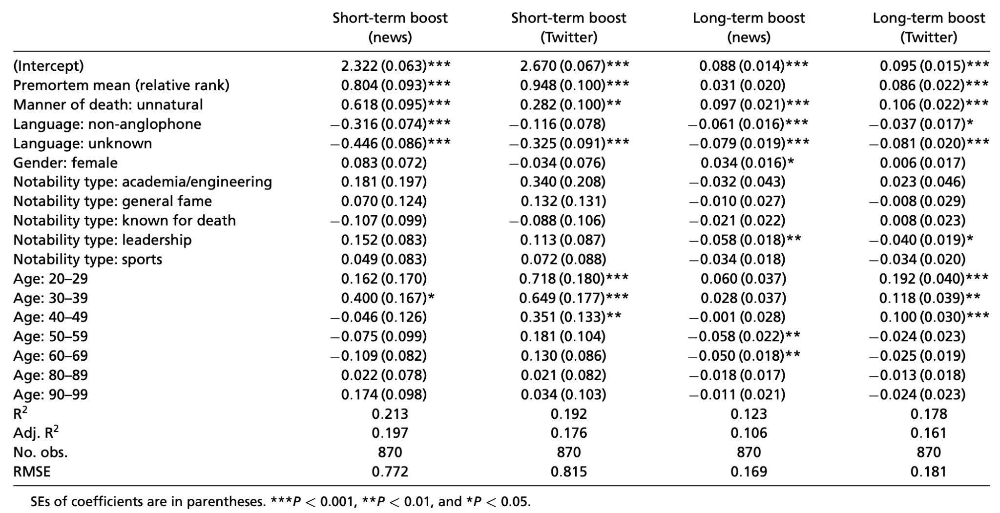 Short-term boost Short-term boost Long-term boost Long-term boost
(news) (Twitter) (news) (Twitter)
(Intercept) 2.322 (0.063)*** 2.670 (0.067)*** 0.088 (0.014)*** 0.095 (0.015)***
Premortem mean (relative rank) 0.804 (0.093)*** 0.948 (0.100)*** 0.031 (0.020) 0.086 (0.022)***
Manner of death: unnatural 0.618 (0.095)*** 0.282 (0.100)** 0.097 (0.021)*** 0.106 (0.022)***
Language: non-anglophone −0.316 (0.074)*** −0.116 (0.078) −0.061 (0.016)*** −0.037 (0.017)*
Language: unknown −0.446 (0.086)*** −0.325 (0.091)*** −0.079 (0.019)*** −0.081 (0.020)***
Gender: female 0.083 (0.072) −0.034 (0.076) 0.034 (0.016)* 0.006 (0.017)
Notability type: academia/engineering 0.181 (0.197) 0.340 (0.208) −0.032 (0.043) 0.023 (0.046)
Notability type: general fame 0.070 (0.124) 0.132 (0.131) −0.010 (0.027) −0.008 (0.029)
Notability type: known for death −0.107 (0.099) −0.088 (0.106) −0.021 (0.022) 0.008 (0.023)
Notability type: leadership 0.152 (0.083) 0.113 (0.087) −0.058 (0.018)** −0.040 (0.019)*
Notability type: sports 0.049 (0.083) 0.072 (0.088) −0.034 (0.018) −0.034 (0.020)
Age: 20–29 0.162 (0.170) 0.718 (0.180)*** 0.060 (0.037) 0.192 (0.040)***
Age: 30–39 0.400 (0.167)* 0.649 (0.177)*** 0.028 (0.037) 0.118 (0.039)**
Age: 40–49 −0.046 (0.126) 0.351 (0.133)** −0.001 (0.028) 0.100 (0.030)***
Age: 50–59 −0.075 (0.099) 0.181 (0.104) −0.058 (0.022)** −0.024 (0.023)
Age: 60–69 −0.109 (0.082) 0.130 (0.086) −0.050 (0.018)** −0.025 (0.019)
Age: 80–89 0.022 (0.078) 0.021 (0.082) −0.018 (0.017) −0.013 (0.018)
Age: 90–99 0.174 (0.098) 0.034 (0.103) −0.011 (0.021) −0.024 (0.023)
R² 0.213 0.192 0.123 0.178
Adj. R² 0.197 0.176 0.106 0.161
No. obs. 870 870 870 870
RMSE 0.772 0.815 0.169 0.181
SEs of coefficients are in parentheses. ***P < 0.001, **P < 0.01, and *P < 0.05.